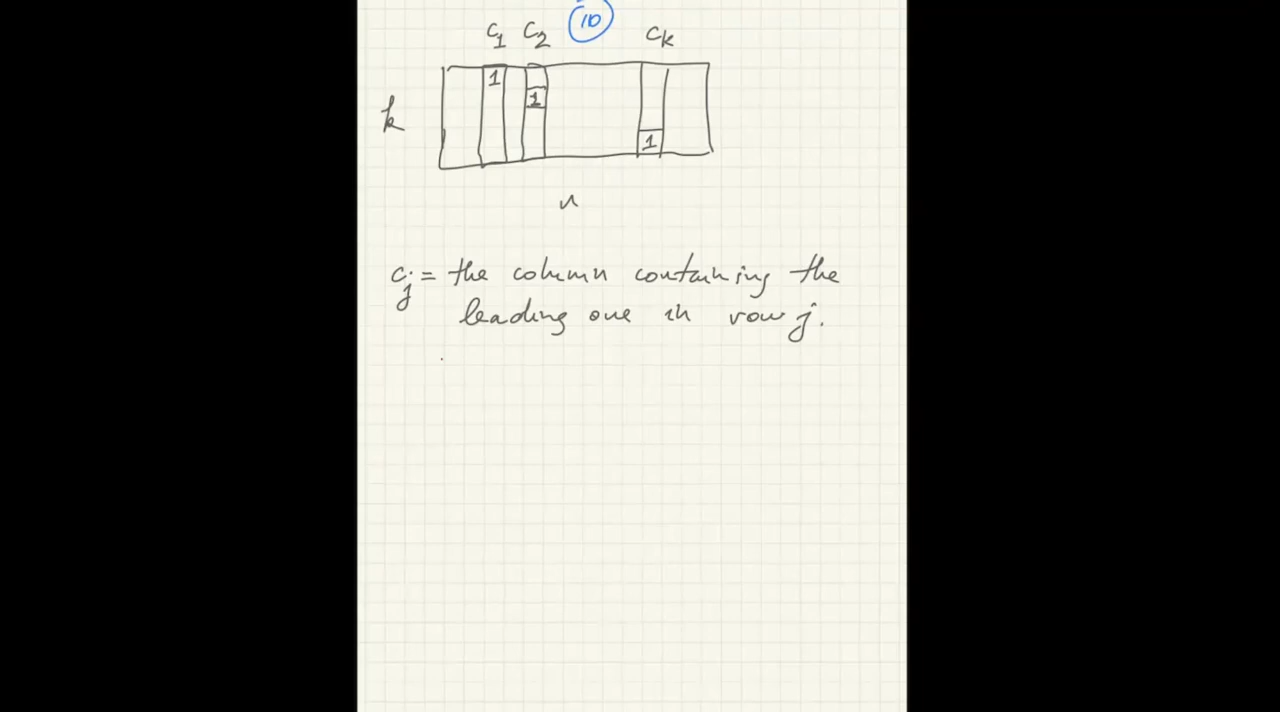 10
c₁ c₂ cₖ
1
1
k
1
n
cⱼ = the column containing the
leading one in row j.